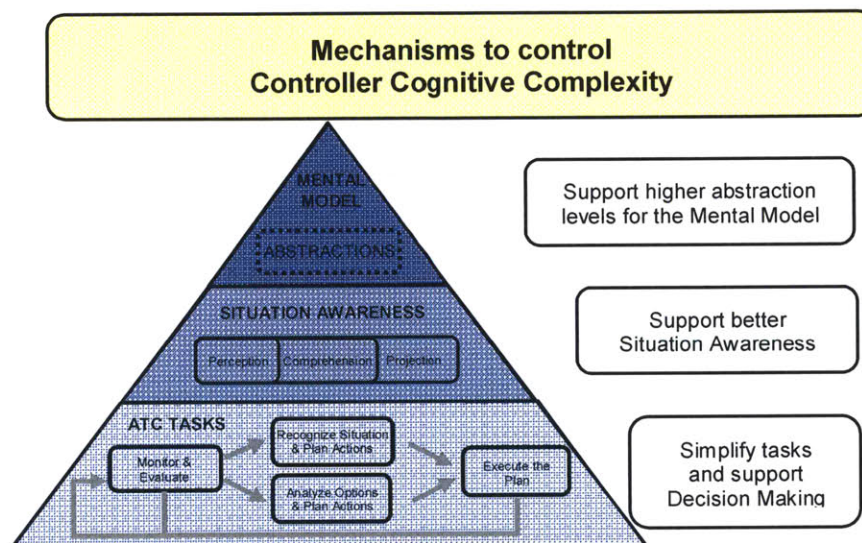 Mechanisms to control
Controller Cognitive Complexity
MENTAL
MODEL
ABSTRACTIONS
Support higher abstraction
levels for the Mental Model
SITUATION AWARENESS
Perception Comprehension Projection
Support better
Situation Awareness
ATC TASKS
Recognize Situation
& Plan Actions
Monitor &
Evaluate
Execute the
Plan
Analyze Options
& Plan Actions
Simplify tasks
and support
Decision Making